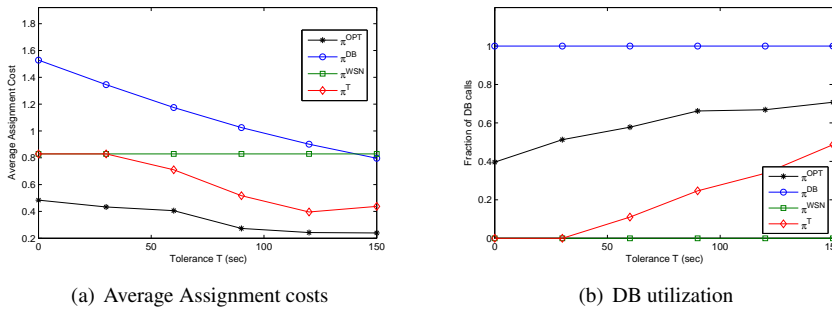 1.8
1.6
1.4
1.2
1
0.8
0.6
0.4
0.2
0
50
100
150
Average Assignment Cost
Tolerance T (sec)
π^OPT
π^DB
π^WSN
π^T
(a) Average Assignment costs
1
0.8
0.6
0.4
0.2
0
0
50
100
150
Fraction of DB calls
Tolerance T (sec)
π^OPT
π^DB
π^WSN
π^T
(b) DB utilization